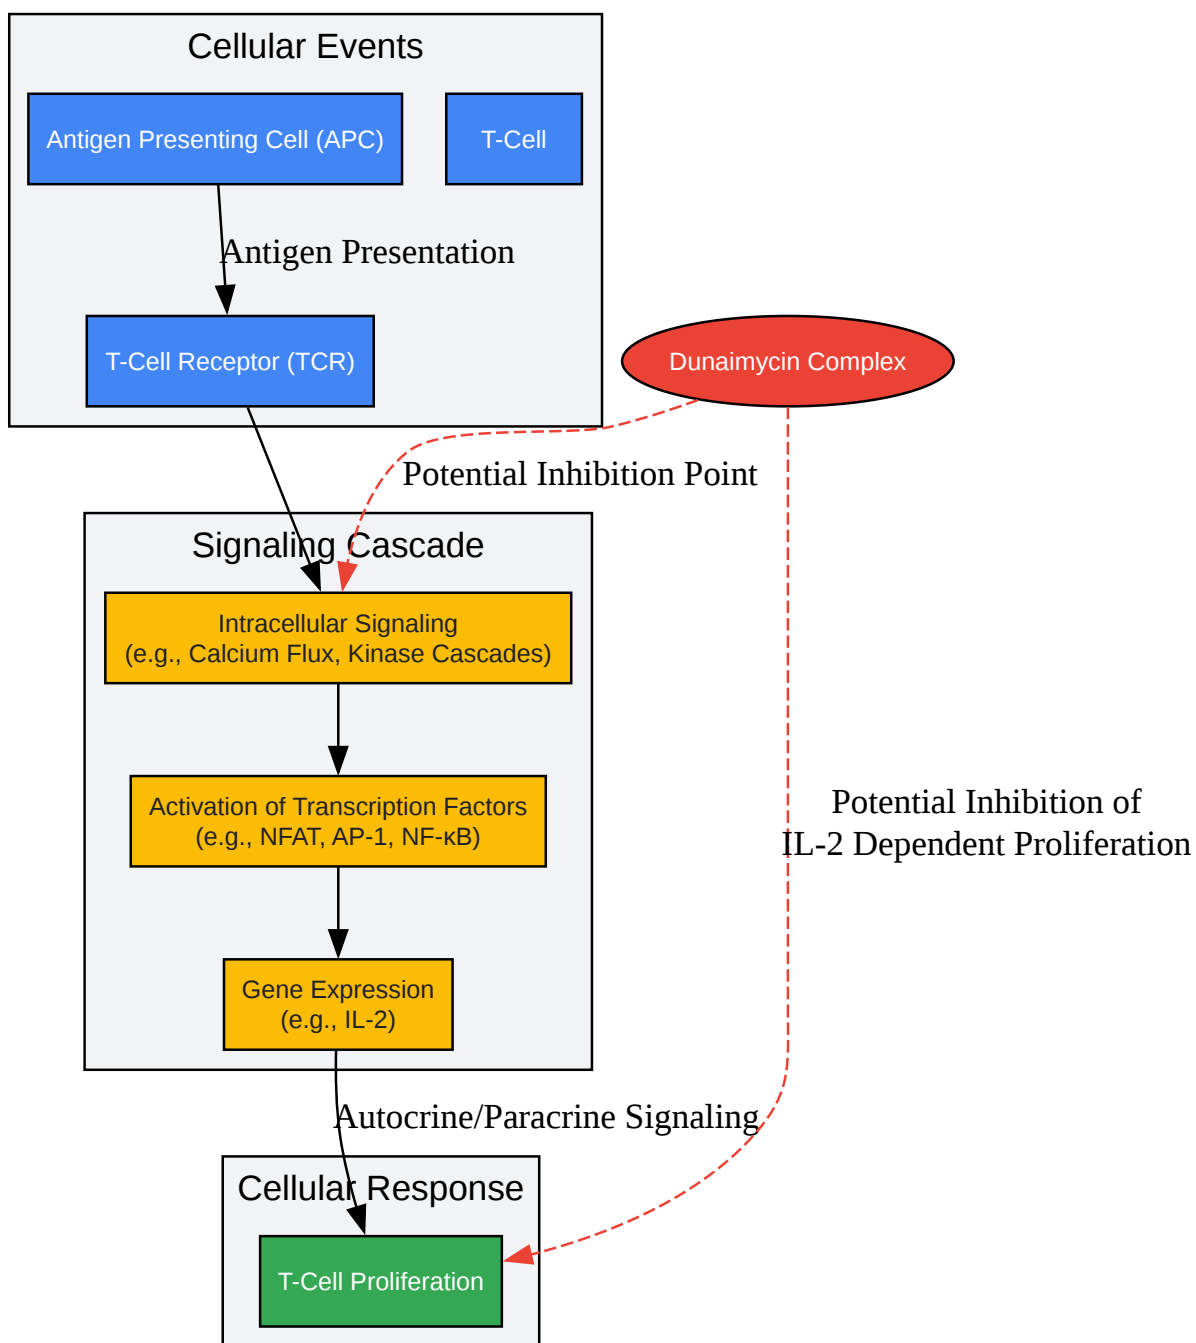 Cellular Events
Antigen Presenting Cell (APC)
T-Cell
Antigen Presentation
T-Cell Receptor (TCR)
Dunaimycin Complex
Potential Inhibition Point
Signaling Cascade
Intracellular Signaling
(e.g., Calcium Flux, Kinase Cascades)
Activation of Transcription Factors
(e.g., NFAT, AP-1, NF-κB)
Potential Inhibition of
IL-2 Dependent Proliferation
Gene Expression
(e.g., IL-2)
Autocrine/Paracrine Signaling
Cellular Response
T-Cell Proliferation